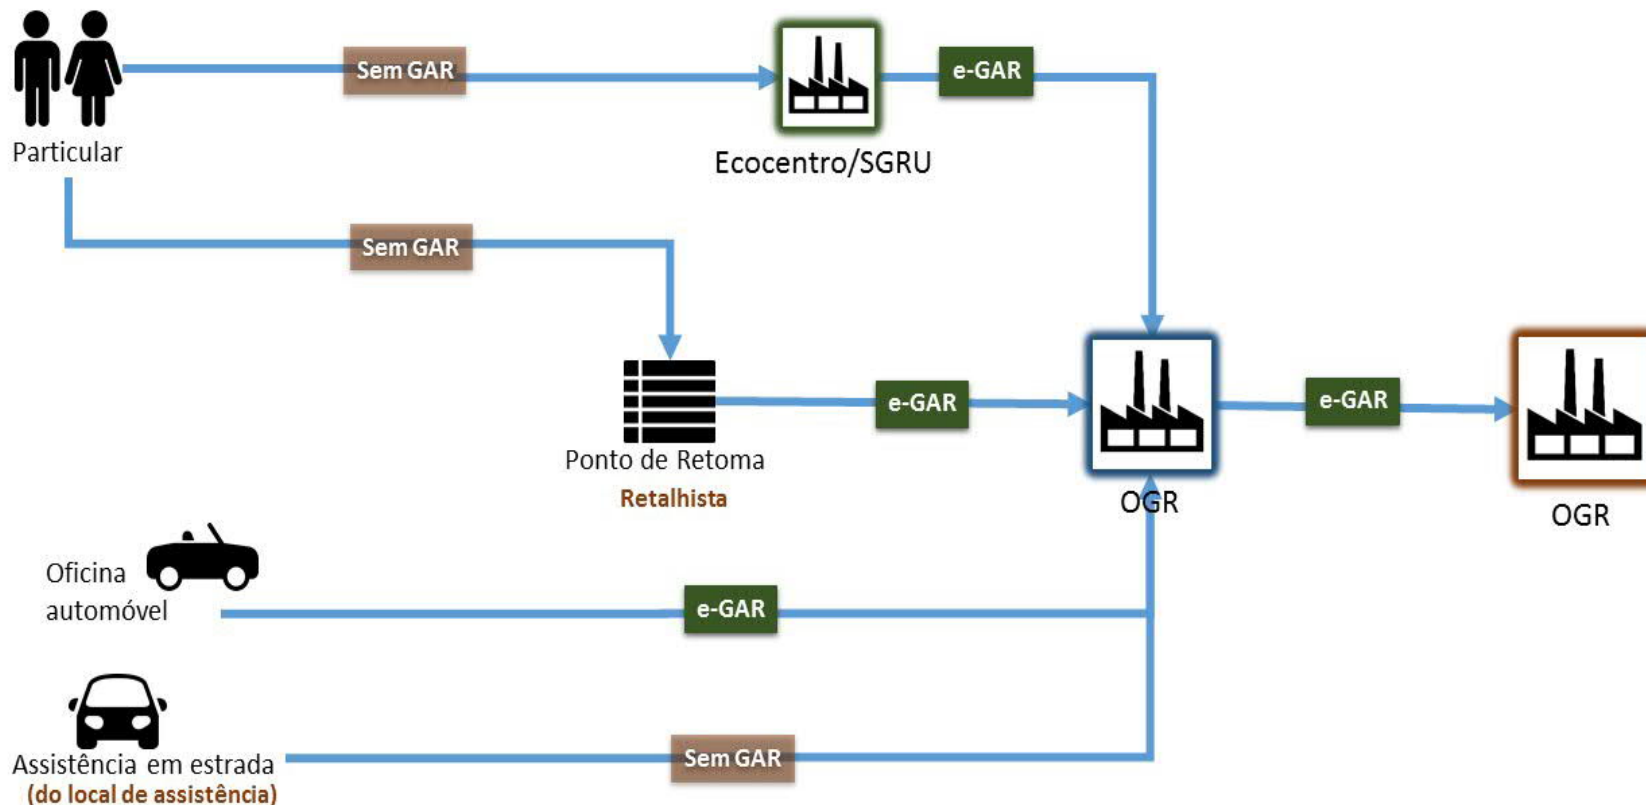 Sem GAR
e-GAR
Particular
Ecocentro/SGRU
Sem GAR
e-GAR
e-GAR
Ponto de Retoma
Retalhista
OGR
OGR
Oficina
automóvel
e-GAR
Sem GAR
Assistência em estrada
(do local de assistência)